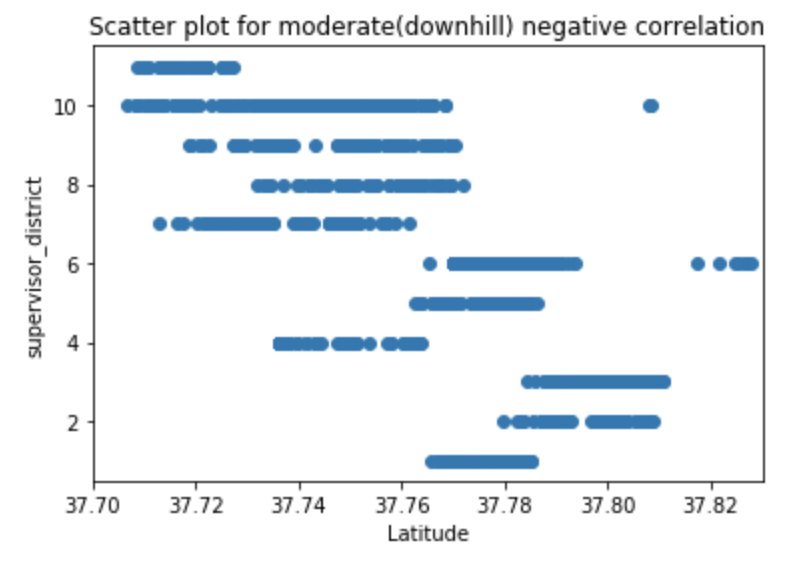 Scatter plot for moderate(downhill) negative correlation
10
8
6
4
2
supervisor_district
37.70 37.72 37.74 37.76 37.78 37.80 37.82
Latitude